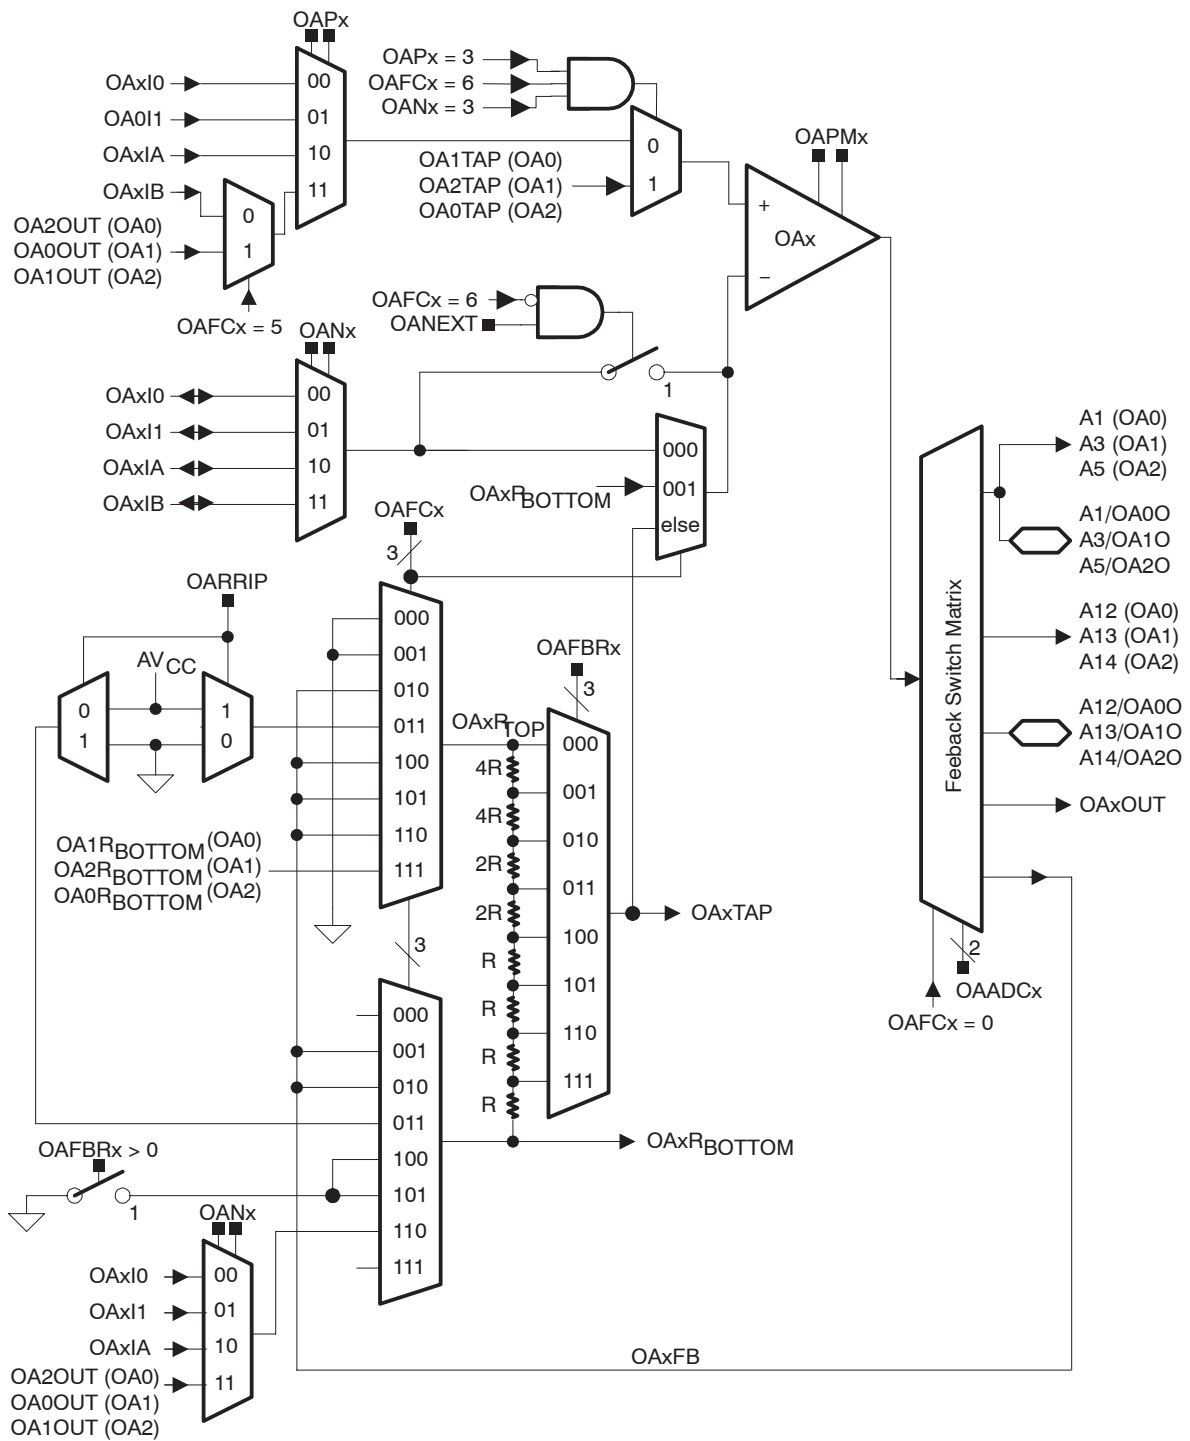 OAPx
OAxI0
00
OA0I1
01
OAxIA
10
OAxIB
11
0
OA2OUT (OA0)
OA0OUT (OA1)
1
OA1OUT (OA2)
OAFCx = 5
OAPx = 3
OAFCx = 6
OANx = 3
0
OA1TAP (OA0)
OA2TAP (OA1)
1
OA0TAP (OA2)
OAPMx
+
OAx
−
OAFCx = 6
OANEXT
1
OANx
OAxI0
00
OAxI1
01
OAxIA
10
OAxIB
11
000
OAxRBOTTOM
001
else
OAFCx
3
OARRIP
AVCC
0
1
1
0
000
001
010
011
100
101
110
111
OA1RBOTTOM (OA0)
OA2RBOTTOM (OA1)
OA0RBOTTOM (OA2)
3
OAFBRx
3
OAxRTOP
4R
4R
2R
2R
R
R
R
R
000
001
010
011
100
101
110
111
OAxTAP
OAxRBOTTOM
000
001
010
011
100
101
110
111
OAFBRx > 0
1
OANx
OAxI0
00
OAxI1
01
OAxIA
10
OA2OUT (OA0)
11
OA0OUT (OA1)
OA1OUT (OA2)
OAxFB
Feeback Switch Matrix
A1 (OA0)
A3 (OA1)
A5 (OA2)
A1/OA0O
A3/OA1O
A5/OA2O
A12 (OA0)
A13 (OA1)
A14 (OA2)
A12/OA0O
A13/OA1O
A14/OA2O
OAxOUT
2
OAADCx
OAFCx = 0